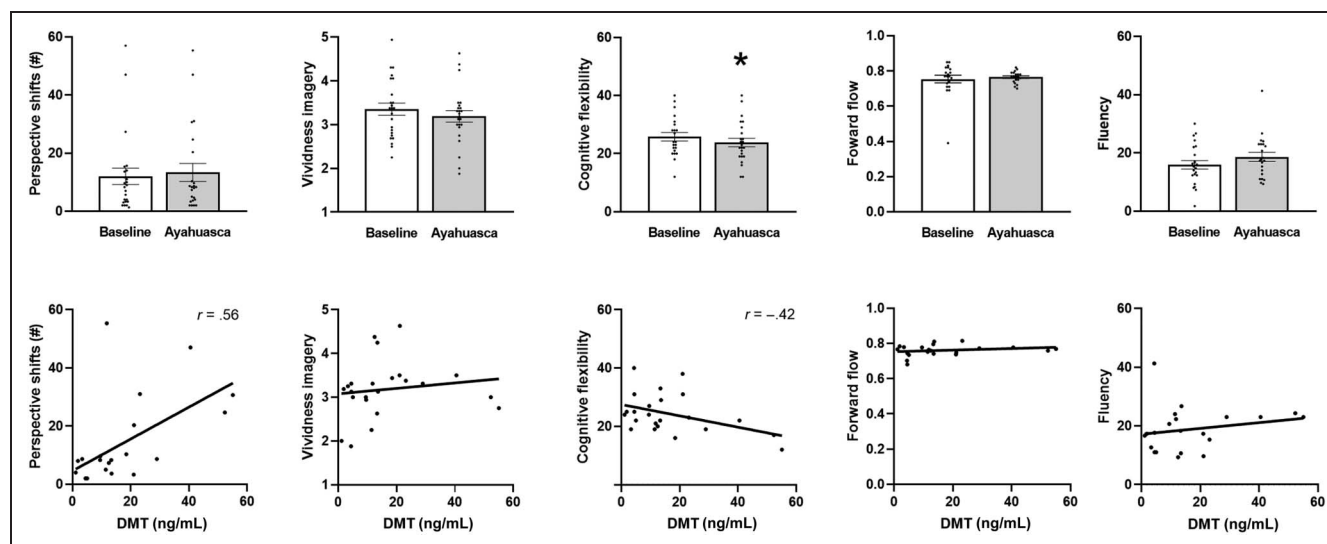 Perspective shifts (#)
60
40
20
0
Baseline
Ayahuasca
Vividness imagery
5
4
3
2
1
Baseline
Ayahuasca
Cognitive flexibility
60
40
20
0
*
Baseline
Ayahuasca
Foward flow
1.0
0.8
0.6
0.4
0.2
0.0
Baseline
Ayahuasca
Fluency
60
40
20
0
Baseline
Ayahuasca
Perspective shifts (#)
60
40
20
0
r = .56
0
20
40
60
DMT (ng/mL)
Vividness imagery
5
4
3
2
1
0
20
40
60
DMT (ng/mL)
Cognitive flexibility
60
40
20
r = –.42
0
20
40
60
DMT (ng/mL)
Forward flow
1.0
0.8
0.6
0.4
0.2
0.0
0
20
40
60
DMT (ng/mL)
Fluency
60
40
20
0
0
20
40
60
DMT (ng/mL)